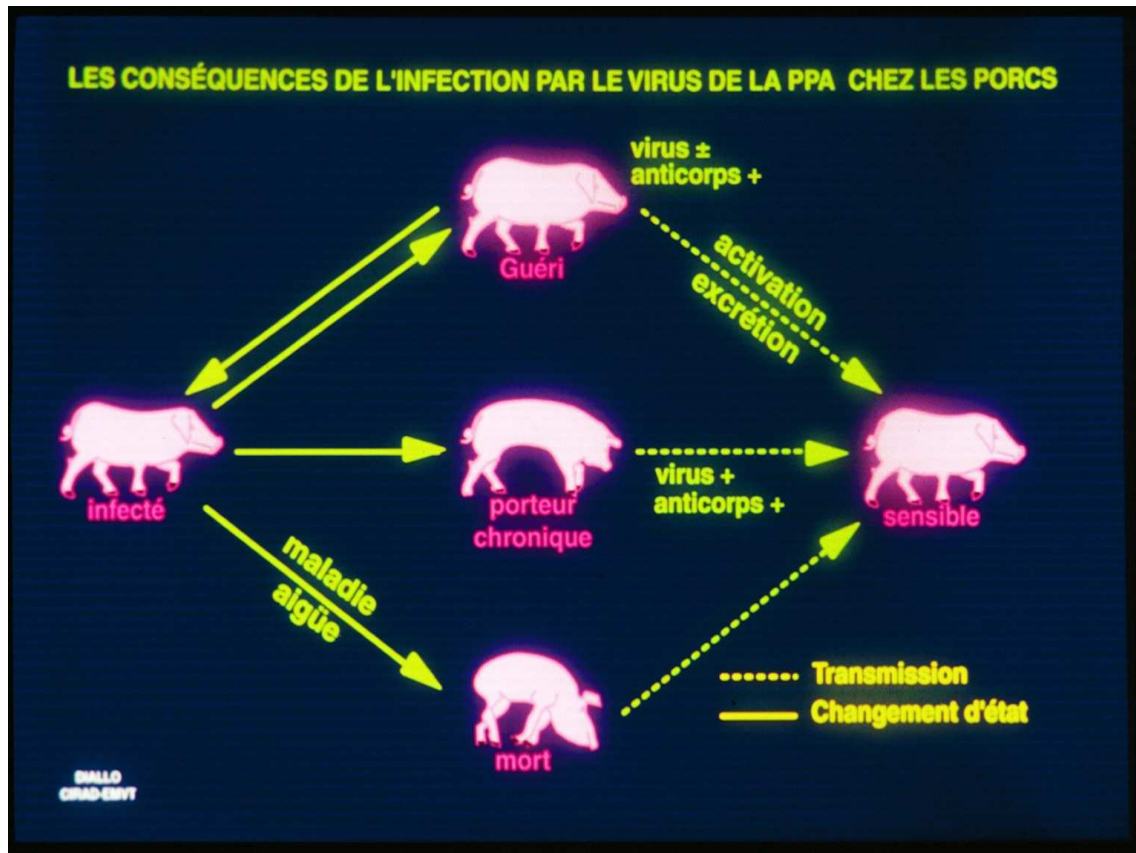 LES CONSÉQUENCES DE L'INFECTION PAR LE VIRUS DE LA PPA CHEZ LES PORCS
virus ±
anticorps +
Guéri
activation
excrétion
infecté
porteur
chronique
virus +
anticorps +
sensible
maladie
aigüe
mort
Transmission
Changement d'état
DIALLO
CIRAD-EMVT